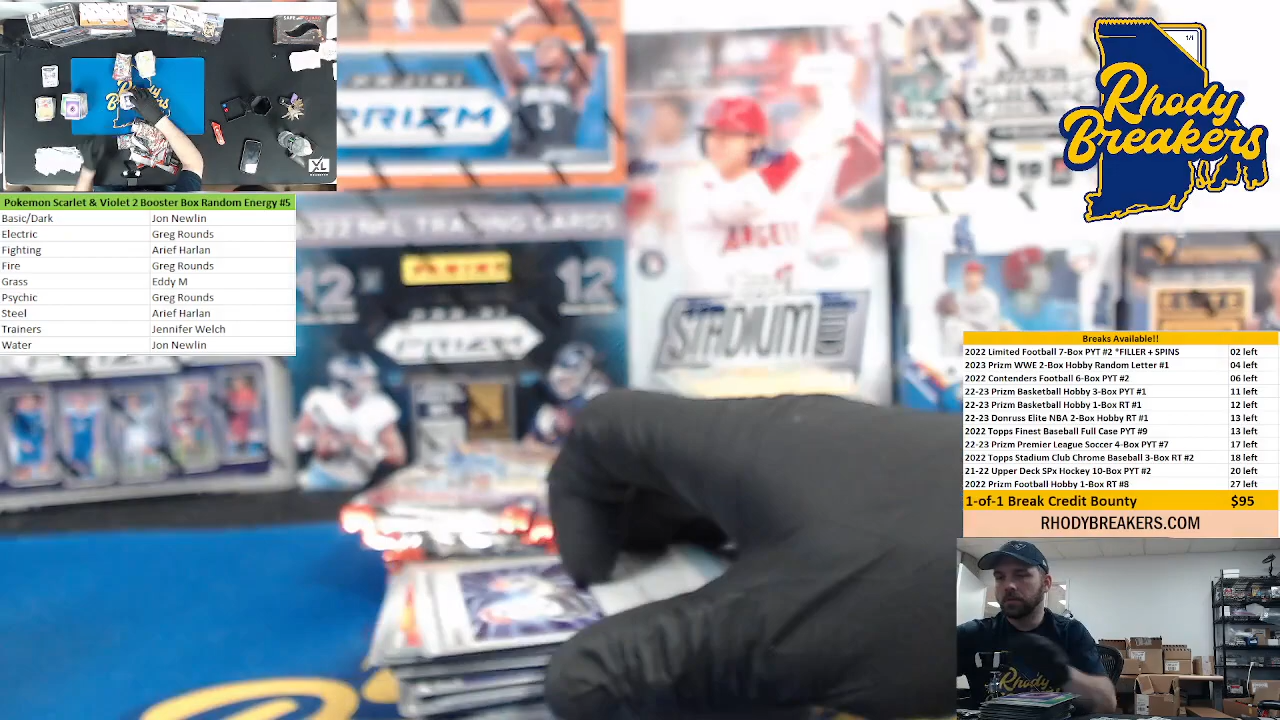 Pokemon Scarlet & Violet 2 Booster Box Random Energy #5
Basic/Dark Jon Newlin
Electric Greg Rounds
Fighting Arief Harlan
Fire Greg Rounds
Grass Eddy M
Psychic Greg Rounds
Steel Arief Harlan
Trainers Jennifer Welch
Water Jon Newlin
PRIZM
12
PANINI
12
PRIZM
ANGELS
STADIUM
1/1
Rhody
Breakers
Breaks Available!!
2022 Limited Football 7-Box PYT #2 *FILLER + SPINS 02 left
2023 Prizm WWE 2-Box Hobby Random Letter #1 04 left
2022 Contenders Football 6-Box PYT #2 06 left
22-23 Prizm Basketball Hobby 3-Box PYT #1 11 left
22-23 Prizm Basketball Hobby 1-Box RT #1 12 left
22-23 Donruss Elite NBA 2-Box Hobby RT #1 13 left
2022 Topps Finest Baseball Full Case PYT #9 13 left
22-23 Prizm Premier League Soccer 4-Box PYT #7 17 left
2022 Topps Stadium Club Chrome Baseball 3-Box RT #2 18 left
21-22 Upper Deck SPx Hockey 10-Box PYT #2 20 left
2022 Prizm Football Hobby 1-Box RT #8 27 left
1-of-1 Break Credit Bounty $95
RHODYBREAKERS.COM
Rhody